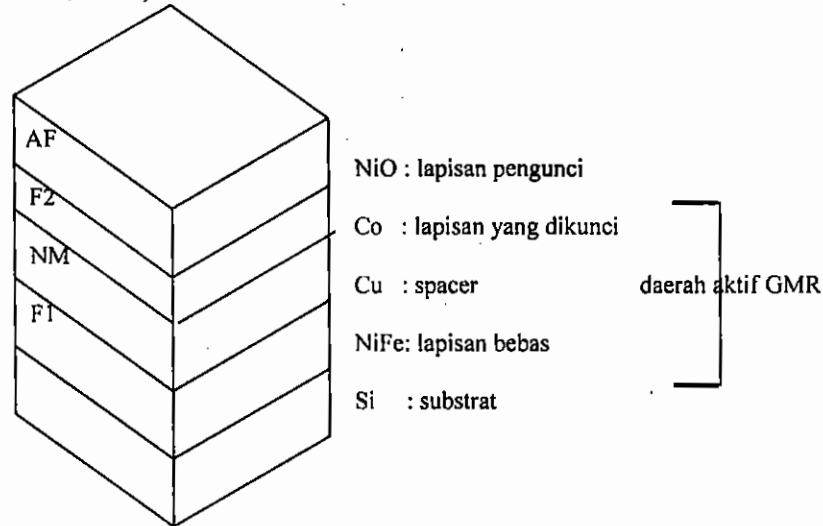 AF
NiO : lapisan pengunci
F2
Co : lapisan yang dikunci
NM
Cu : spacer daerah aktif GMR
F1
NiFe: lapisan bebas
Si : substrat